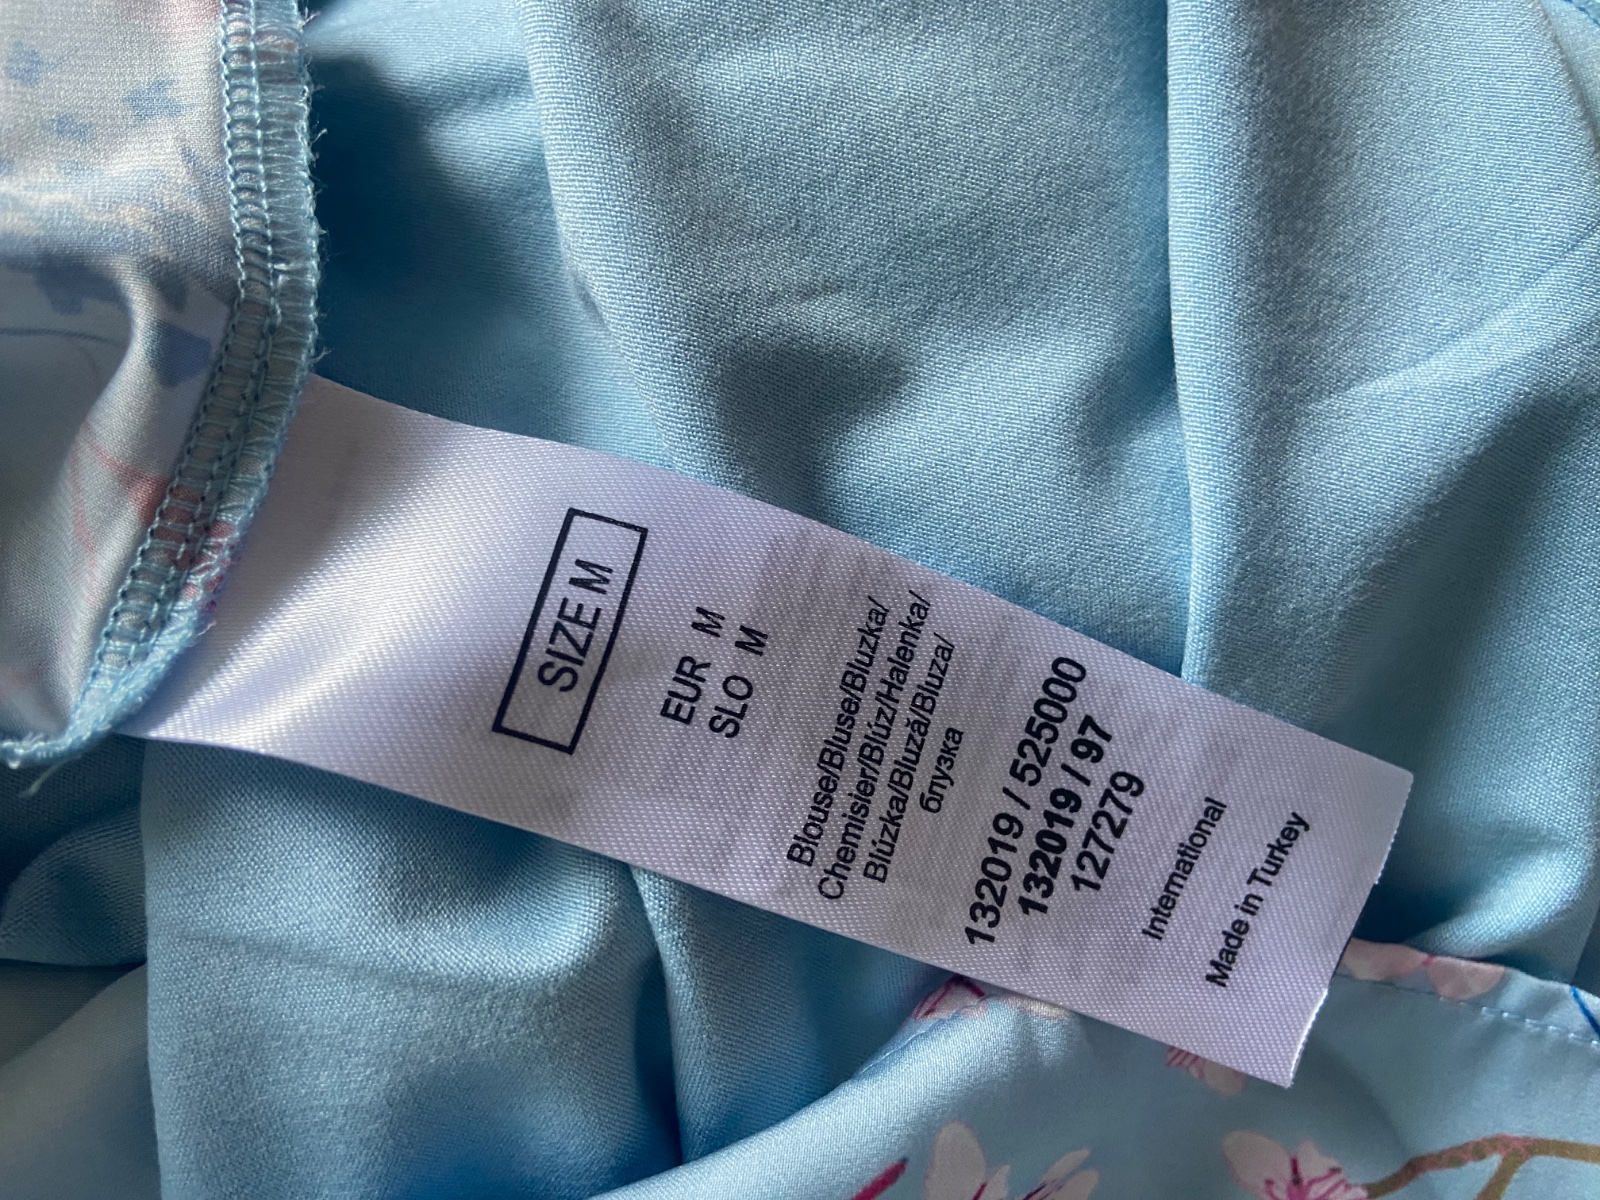 SIZE M
EUR M
SLO M
Blouse/Bluse/Bluzka/
Chemisier/Blúz/Halenka/
Blúzka/Bluză/Bluza/
блузка
132019 / 525000
132019 / 97
127279
International
Made in Turkey